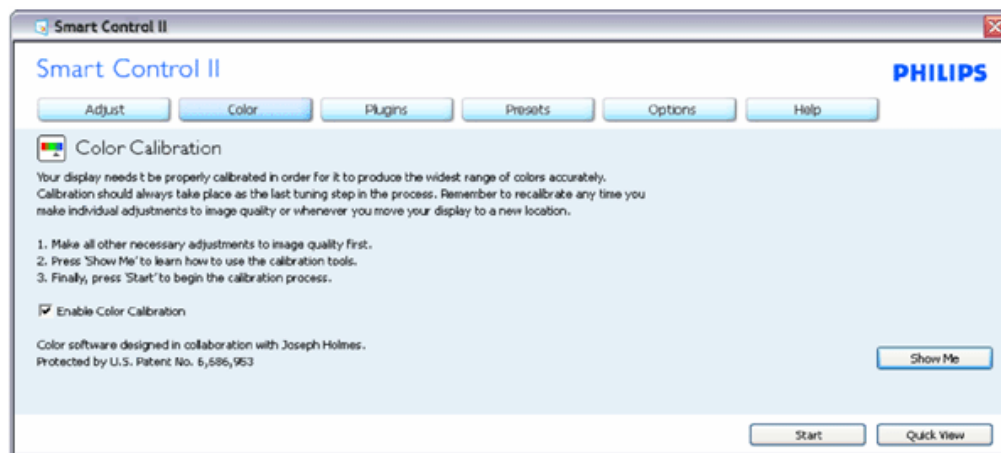 Smart Control II
Smart Control II
PHILIPS
Adjust
Color
Plugins
Presets
Options
Help
Color Calibration
Your display needs t be properly calibrated in order for it to produce the widest range of colors accurately.
Calibration should always take place as the last tuning step in the process. Remember to recalibrate any time you
make individual adjustments to image quality or whenever you move your display to a new location.
1. Make all other necessary adjustments to image quality first.
2. Press 'Show Me' to learn how to use the calibration tools.
3. Finally, press 'Start' to begin the calibration process.
Enable Color Calibration
Color software designed in collaboration with Joseph Holmes.
Protected by U.S. Patent No. 6,686,953
Show Me
Start
Quick View